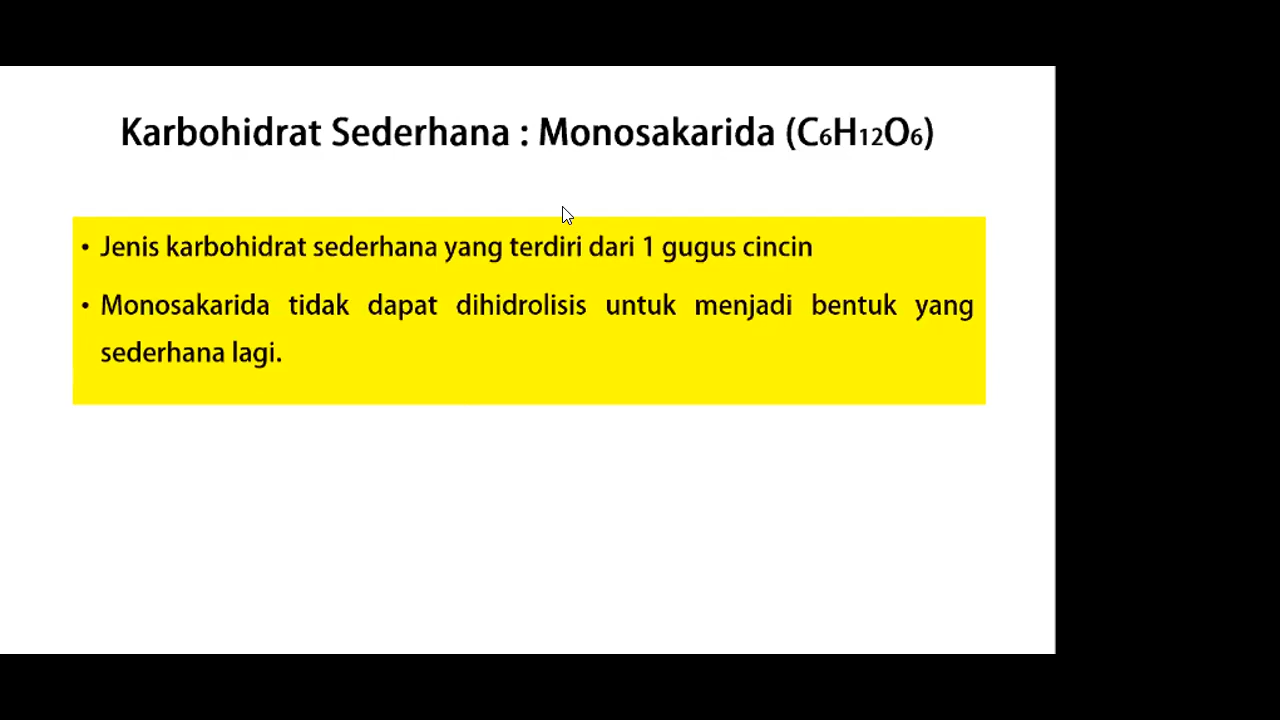 Karbohidrat Sederhana : Monosakarida (C6H12O6)
• Jenis karbohidrat sederhana yang terdiri dari 1 gugus cincin
• Monosakarida tidak dapat dihidrolisis untuk menjadi bentuk yang
sederhana lagi.